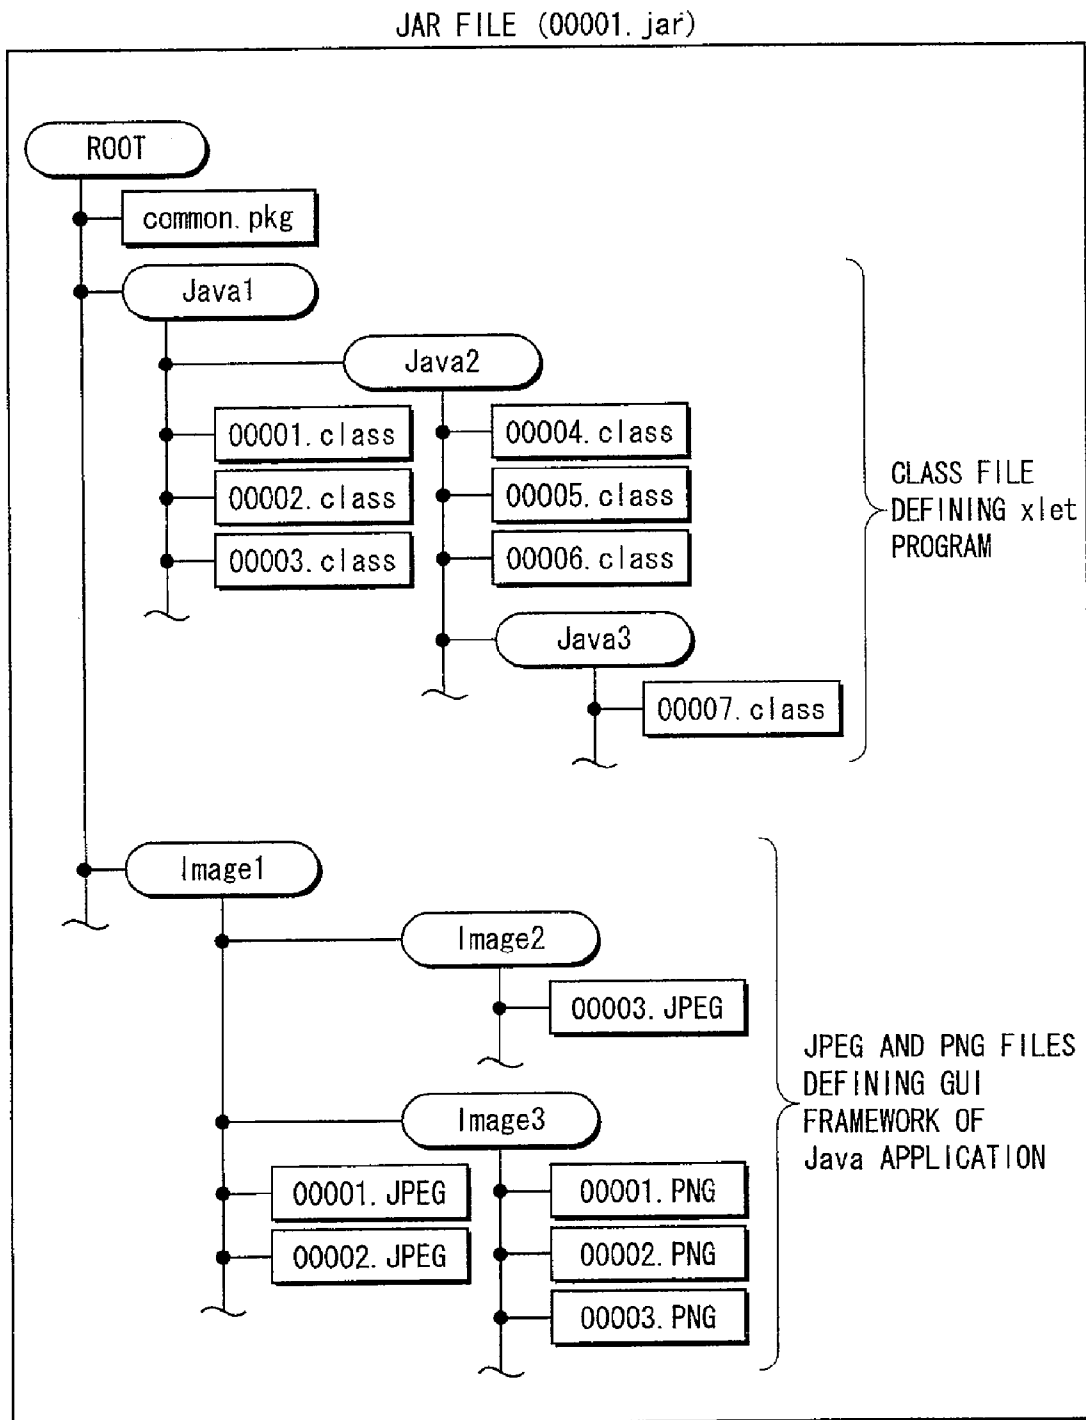 JAR FILE (00001.jar)
ROOT
common.pkg
Java1
Java2
00001.class
00004.class
00002.class
00005.class
00003.class
00006.class
Java3
00007.class
CLASS FILE
DEFINING xlet
PROGRAM
Image1
Image2
00003.JPEG
Image3
00001.JPEG
00001.PNG
00002.JPEG
00002.PNG
00003.PNG
JPEG AND PNG FILES
DEFINING GUI
FRAMEWORK OF
Java APPLICATION